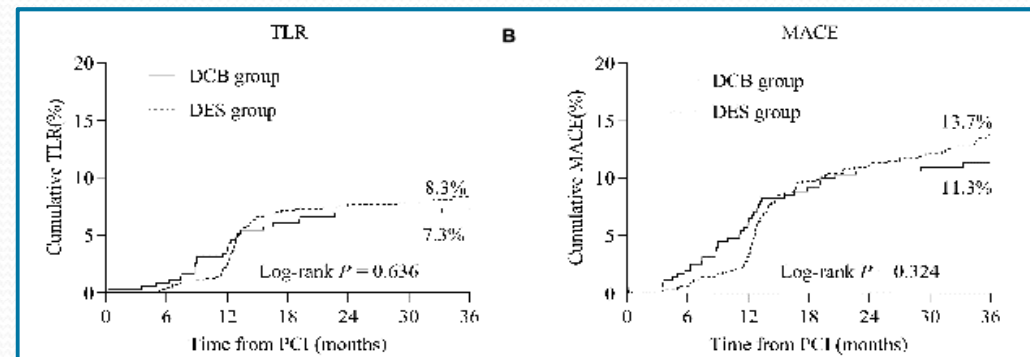 TLR
B
MACE
20
15
10
5
0
Cumulative TLR(%)
DCB group
DES group
8.3%
7.3%
Log-rank P = 0.636
0 6 12 18 24 30 36
Time from PCI (months)
20
15
10
5
0
Cumulative MACE(%)
DCB group
DES group
13.7%
11.3%
Log-rank P 0.324
0 6 12 18 24 30 36
Time from PCI (months)